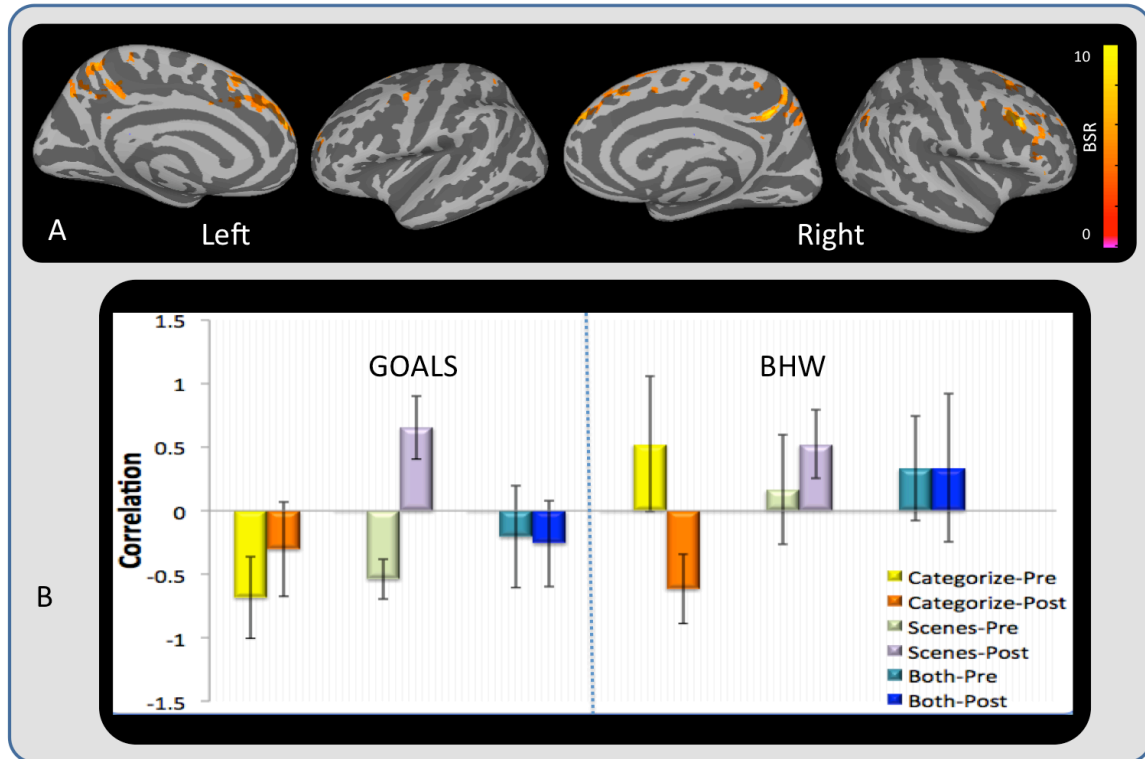 10
BSR
0
A
Left
Right
1.5
1
0.5
0
-0.5
-1
-1.5
Correlation
GOALS
BHW
B
Categorize-Pre
Categorize-Post
Scenes-Pre
Scenes-Post
Both-Pre
Both-Post